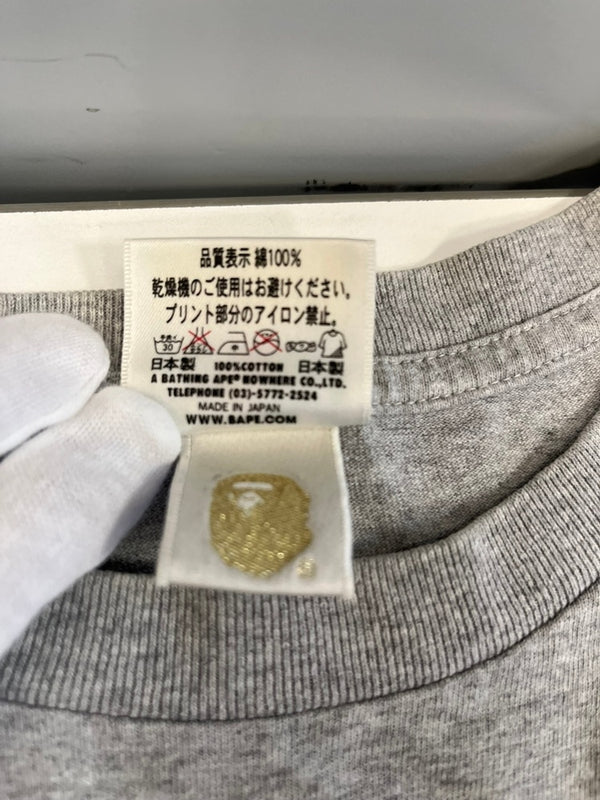 品質表示 綿100%
乾燥機のご使用はお避けください。
プリント部分のアイロン禁止。
30
日本製 100%COTTON 日本製
A BATHING APE® NOWHERE CO.,LTD.
TELEPHONE (03)-5772-2524
MADE IN JAPAN
WWW.BAPE.COM